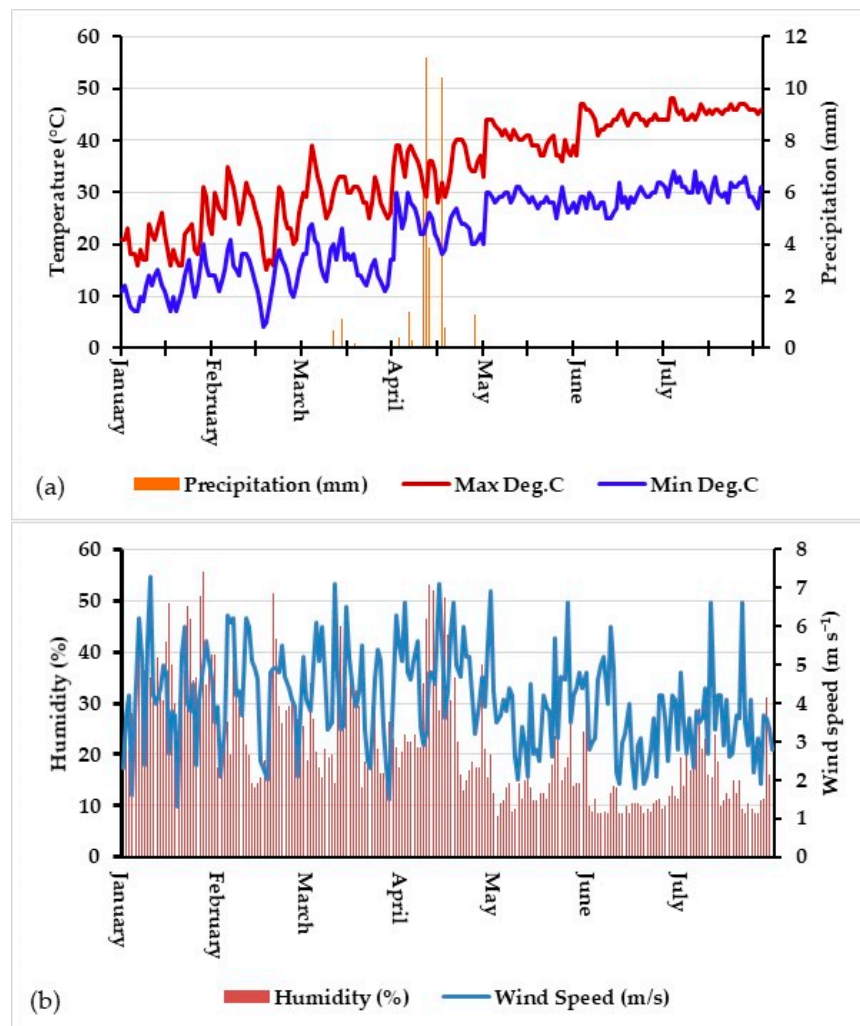 60
50
40
30
20
10
0
Temperature (°C)
12
10
8
6
4
2
0
Precipitation (mm)
January
February
March
April
May
June
July
(a)
Precipitation (mm)
Max Deg.C
Min Deg.C
60
50
40
30
20
10
0
Humidity (%)
8
7
6
5
4
3
2
1
0
Wind speed (m s⁻¹)
January
February
March
April
May
June
July
(b)
Humidity (%)
Wind Speed (m/s)